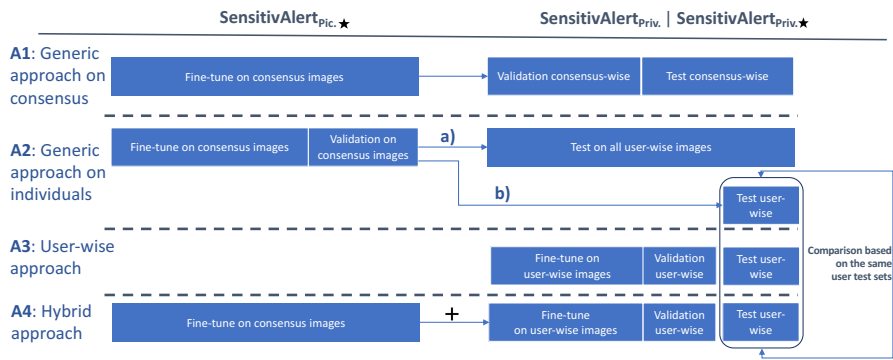 SensitivAlertPic.★
SensitivAlertPriv. | SensitivAlertPriv.★
A1: Generic
approach on
consensus
Fine-tune on consensus images
Validation consensus-wise
Test consensus-wise
A2: Generic
approach on
individuals
Fine-tune on consensus images
Validation on
consensus images
a)
Test on all user-wise images
b)
Test user-
wise
A3: User-wise
approach
Fine-tune on
user-wise images
Validation
user-wise
Test user-
wise
Comparison based
on the same
user test sets
A4: Hybrid
approach
Fine-tune on consensus images
+
Fine-tune
on user-wise images
Validation
user-wise
Test user-
wise